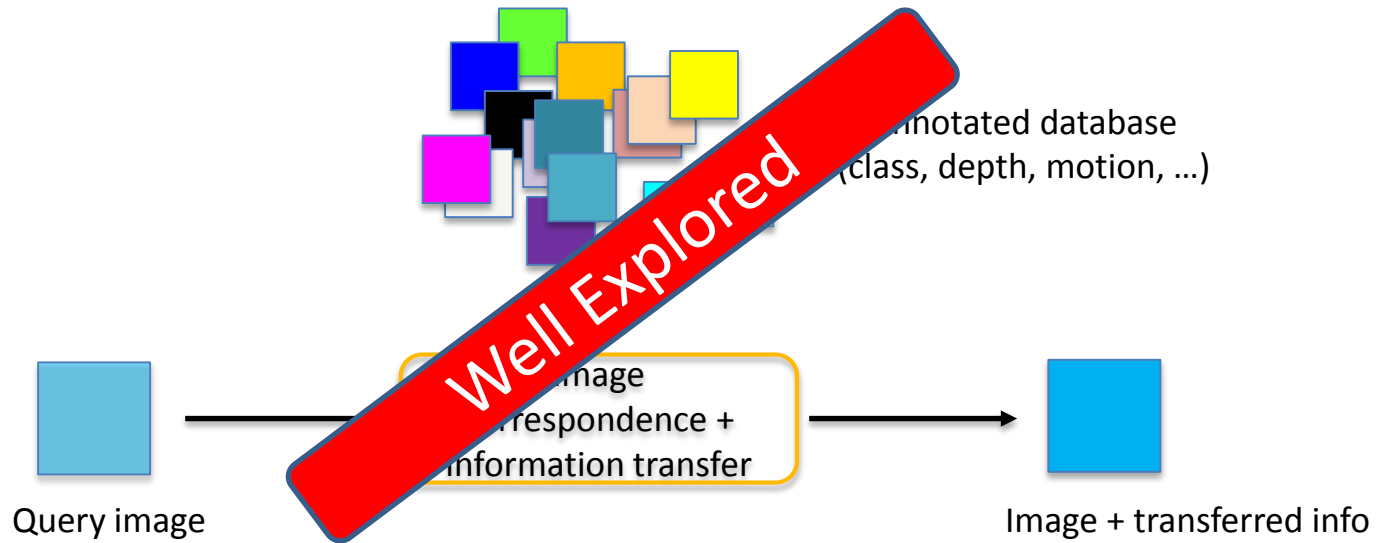 nnotated database
(class, depth, motion, …)
Well Explored
mage
rrespondence +
information transfer
Query image
Image + transferred info